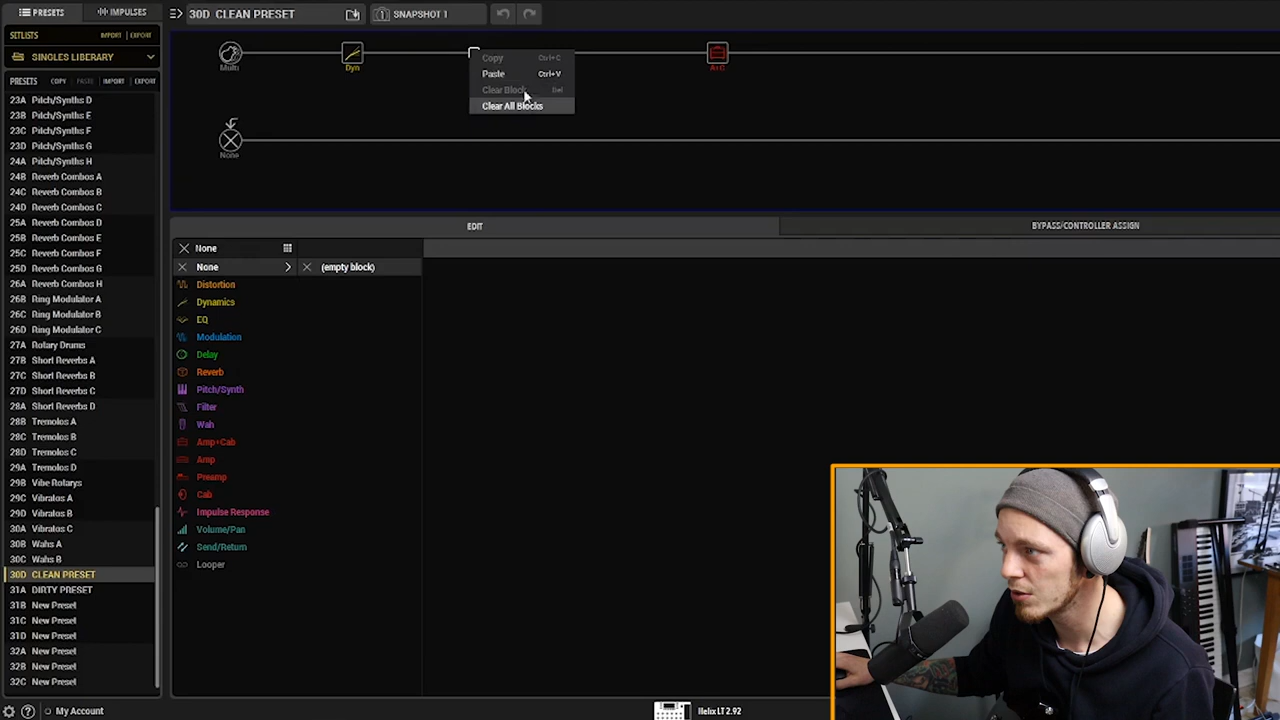 PRESETS
IMPULSES
30D CLEAN PRESET
SNAPSHOT 1
SETLISTS
IMPORT
EXPORT
SINGLES LIBERARY
PRESETS
COPY
PASTE
IMPORT
EXPORT
23A Pitch/Synths D
23B Pitch/Synths E
23C Pitch/Synths F
23D Pitch/Synths G
24A Pitch/Synths H
24B Reverb Combos A
24C Reverb Combos B
24D Reverb Combos C
25A Reverb Combos D
25B Reverb Combos E
25C Reverb Combos F
25D Reverb Combos G
26A Reverb Combos H
26B Ring Modulator A
26C Ring Modulator B
26D Ring Modulator C
27A Rotary Drums
27B Short Reverbs A
27C Short Reverbs B
27D Short Reverbs C
28A Short Reverbs D
28B Tremolos A
28C Tremolos B
28D Tremolos C
29A Tremolos D
29B Vibe Rotarys
29C Vibratos A
29D Vibratos B
30A Vibratos C
30B Wahs A
30C Wahs B
30D CLEAN PRESET
31A DIRTY PRESET
31B New Preset
31C New Preset
31D New Preset
32A New Preset
32B New Preset
32C New Preset
My Account
Multi
Dyn
A+C
None
Copy Ctrl+C
Paste Ctrl+V
Clear Block Del
Clear All Blocks
EDIT
BYPASS/CONTROLLER ASSIGN
None
None
(empty block)
Distortion
Dynamics
EQ
Modulation
Delay
Reverb
Pitch/Synth
Filter
Wah
Amp+Cab
Amp
Preamp
Cab
Impulse Response
Volume/Pan
Send/Return
Looper
Helix LT 2.92